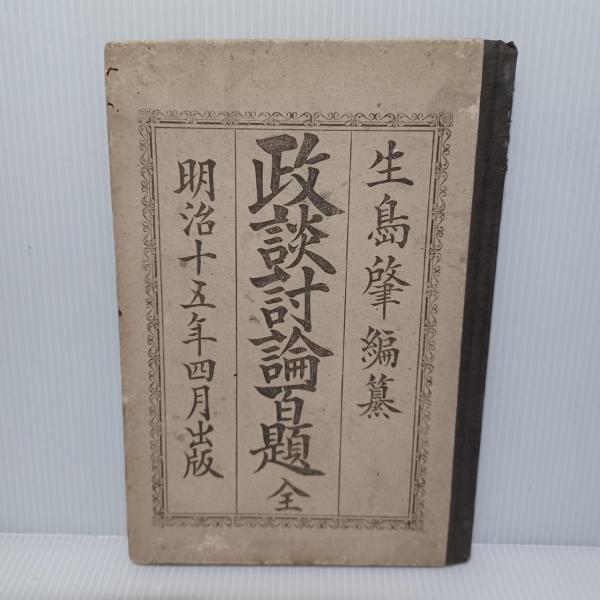 生島肇編纂
政談討論百題 全
明治十五年四月出版